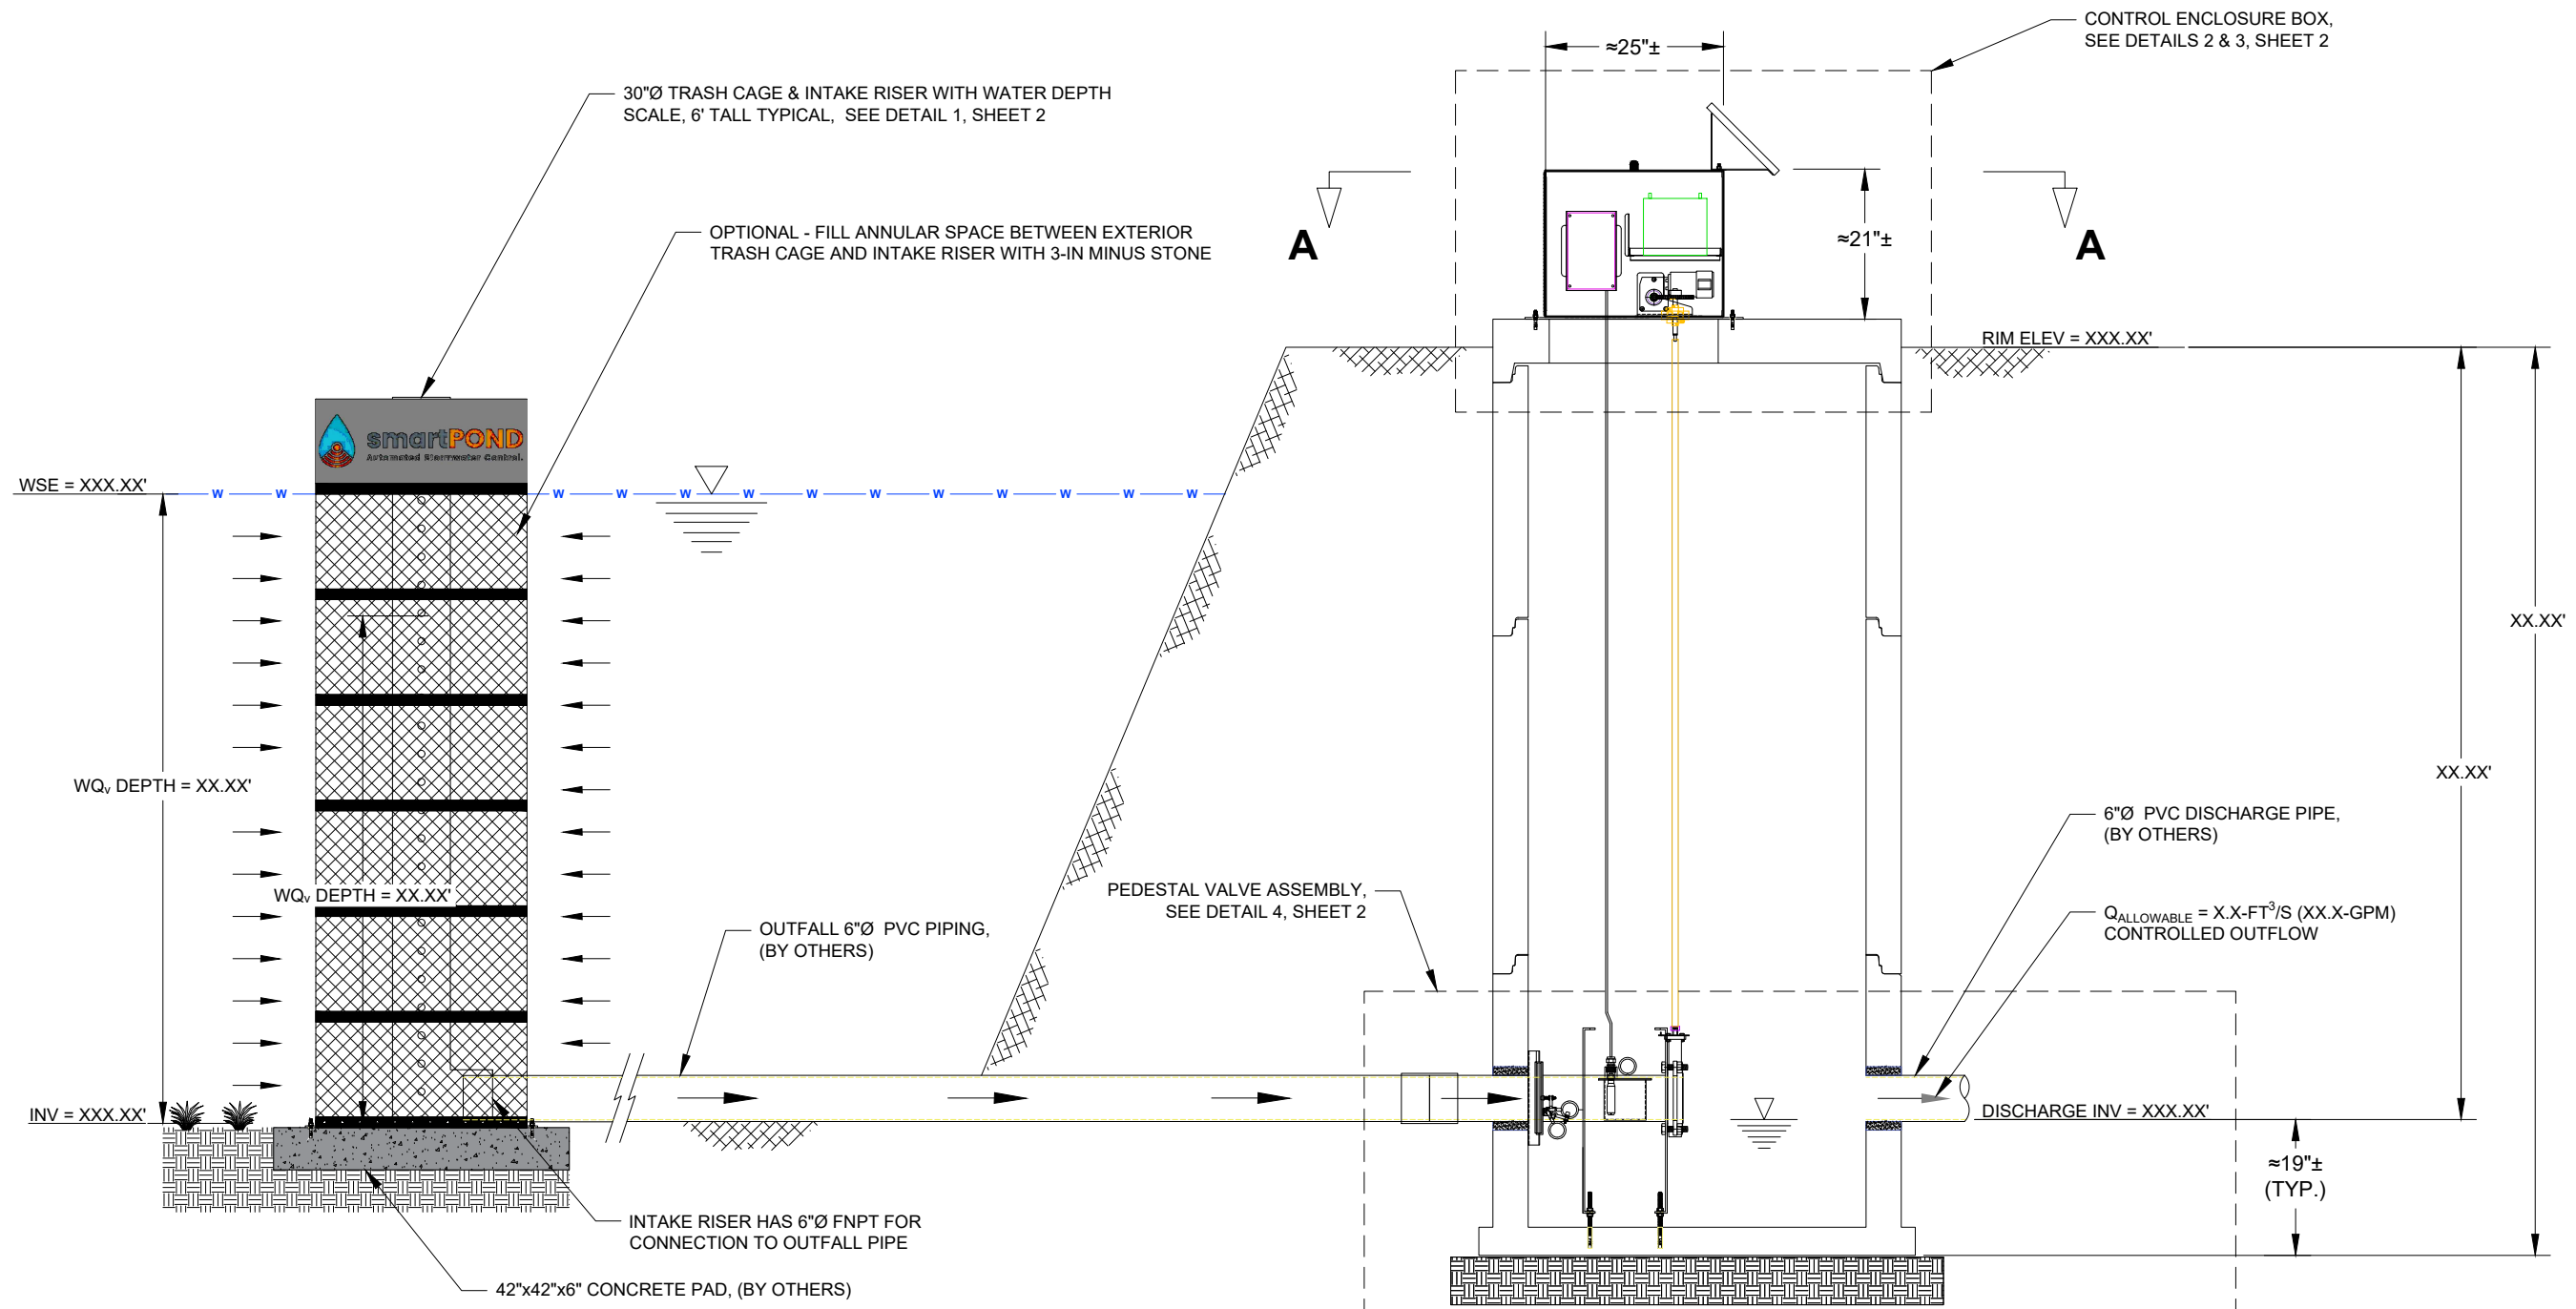 CONTROL ENCLOSURE BOX,
SEE DETAILS 2 & 3, SHEET 2
≈25"±
30"Ø TRASH CAGE & INTAKE RISER WITH WATER DEPTH
SCALE, 6' TALL TYPICAL, SEE DETAIL 1, SHEET 2
OPTIONAL - FILL ANNULAR SPACE BETWEEN EXTERIOR
TRASH CAGE AND INTAKE RISER WITH 3-IN MINUS STONE
A
A
≈21"±
RIM ELEV = XXX.XX'
smartPOND
Automated Stormwater Control.
WSE = XXX.XX'
W W W W W W W W W W W W W
XX.XX'
XX.XX'
WQᵥ DEPTH = XX.XX'
6"Ø PVC DISCHARGE PIPE,
(BY OTHERS)
WQᵥ DEPTH = XX.XX'
PEDESTAL VALVE ASSEMBLY,
SEE DETAIL 4, SHEET 2
OUTFALL 6"Ø PVC PIPING,
(BY OTHERS)
QALLOWABLE = X.X-FT³/S (XX.X-GPM)
CONTROLLED OUTFLOW
INV = XXX.XX'
DISCHARGE INV = XXX.XX'
≈19"±
(TYP.)
INTAKE RISER HAS 6"Ø FNPT FOR
CONNECTION TO OUTFALL PIPE
42"x42"x6" CONCRETE PAD, (BY OTHERS)